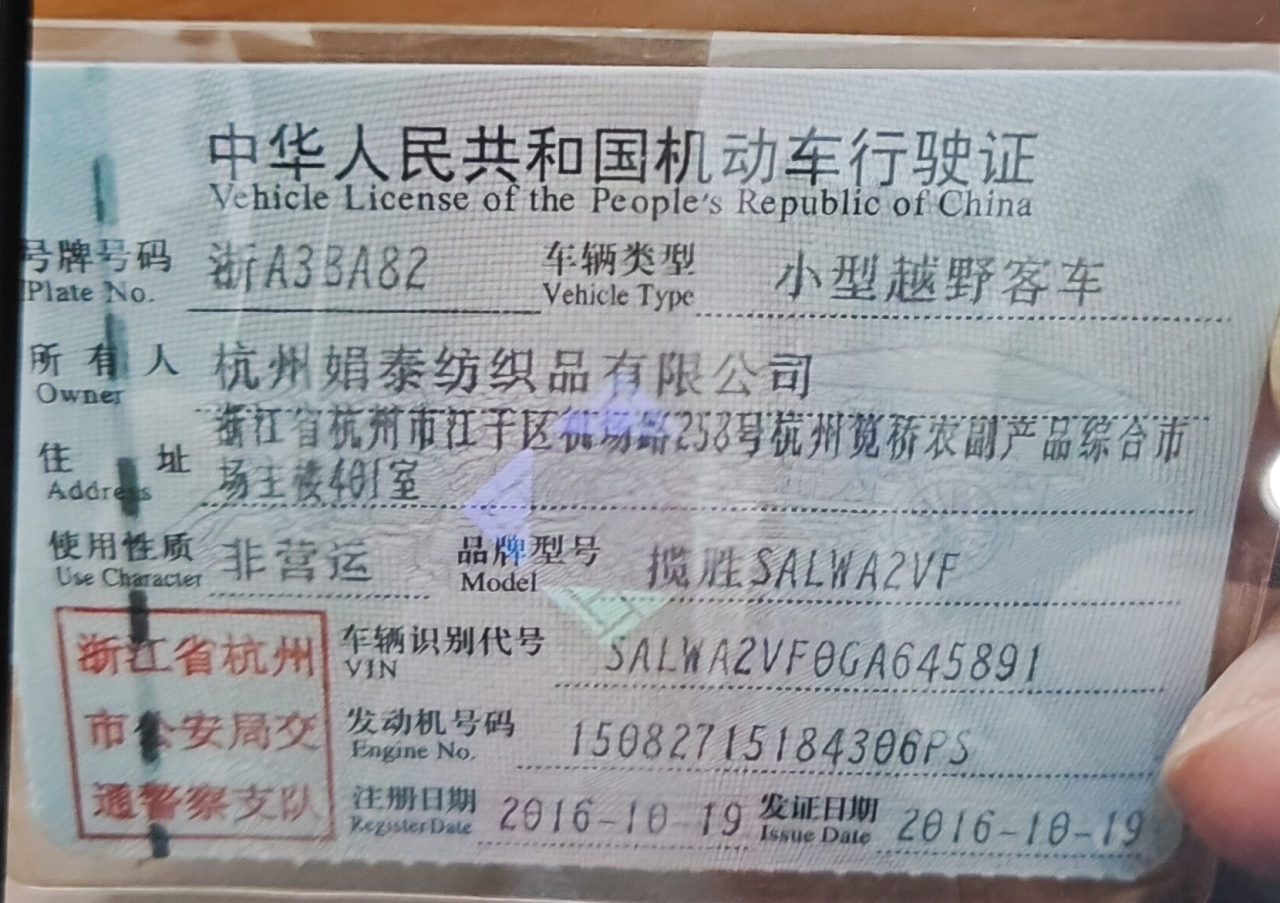 中华人民共和国机动车行驶证
Vehicle License of the People's Republic of China
号牌号码 浙A3BA82 车辆类型 小型越野客车
Plate No. Vehicle Type
所有人 杭州娟泰纺织品有限公司
Owner
住址 浙江省杭州市江干区机场路258号杭州笕桥农副产品综合市
Address 场主楼401室
使用性质 非营运 品牌型号 揽胜SALWA2VF
Use Character Model
浙江省杭州
市公安局交
通警察支队
车辆识别代号 SALWA2VF0GA645891
VIN
发动机号码 15082715184306PS
Engine No.
注册日期 2016-10-19 发证日期 2016-10-19
Register Date Issue Date